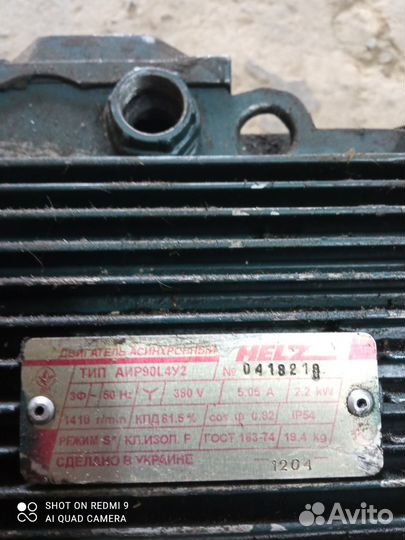 ДВИГАТЕЛЬ АСИНХРОННЫЙ HELZ
ТИП АИР90L4У2 № 0418218
3Ф~ 50 Hz Y 380 V 5.05 A 2.2 kW
1410 r/min КПД 81.5 % cos φ 0.82 IP54
РЕЖИМ S1 КЛ.ИЗОЛ. F ГОСТ 183-74 19.4 kg
СДЕЛАНО В УКРАИНЕ 1204
SHOT ON REDMI 9
AI QUAD CAMERA
Avito